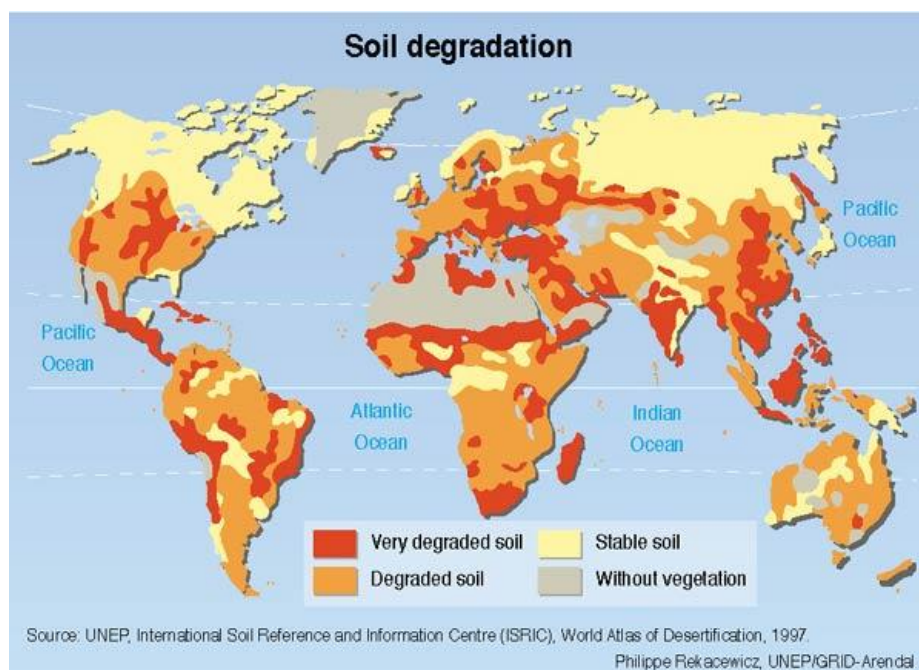 Soil degradation
Pacific
Ocean
Pacific
Ocean
Atlantic
Ocean
Indian
Ocean
Very degraded soil
Stable soil
Degraded soil
Without vegetation
Source: UNEP, International Soil Reference and Information Centre (ISRIC), World Atlas of Desertification, 1997.
Philippe Rekacewicz, UNEP/GRID-Arendal